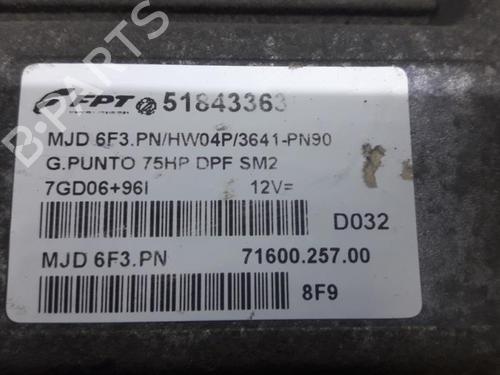 FPT 51843363
MJD 6F3.PN/HW04P/3641-PN90
G.PUNTO 75HP DPF SM2
7GD06+96I 12V=
D032
MJD 6F3.PN 71600.257.00
8F9
B-PARTS